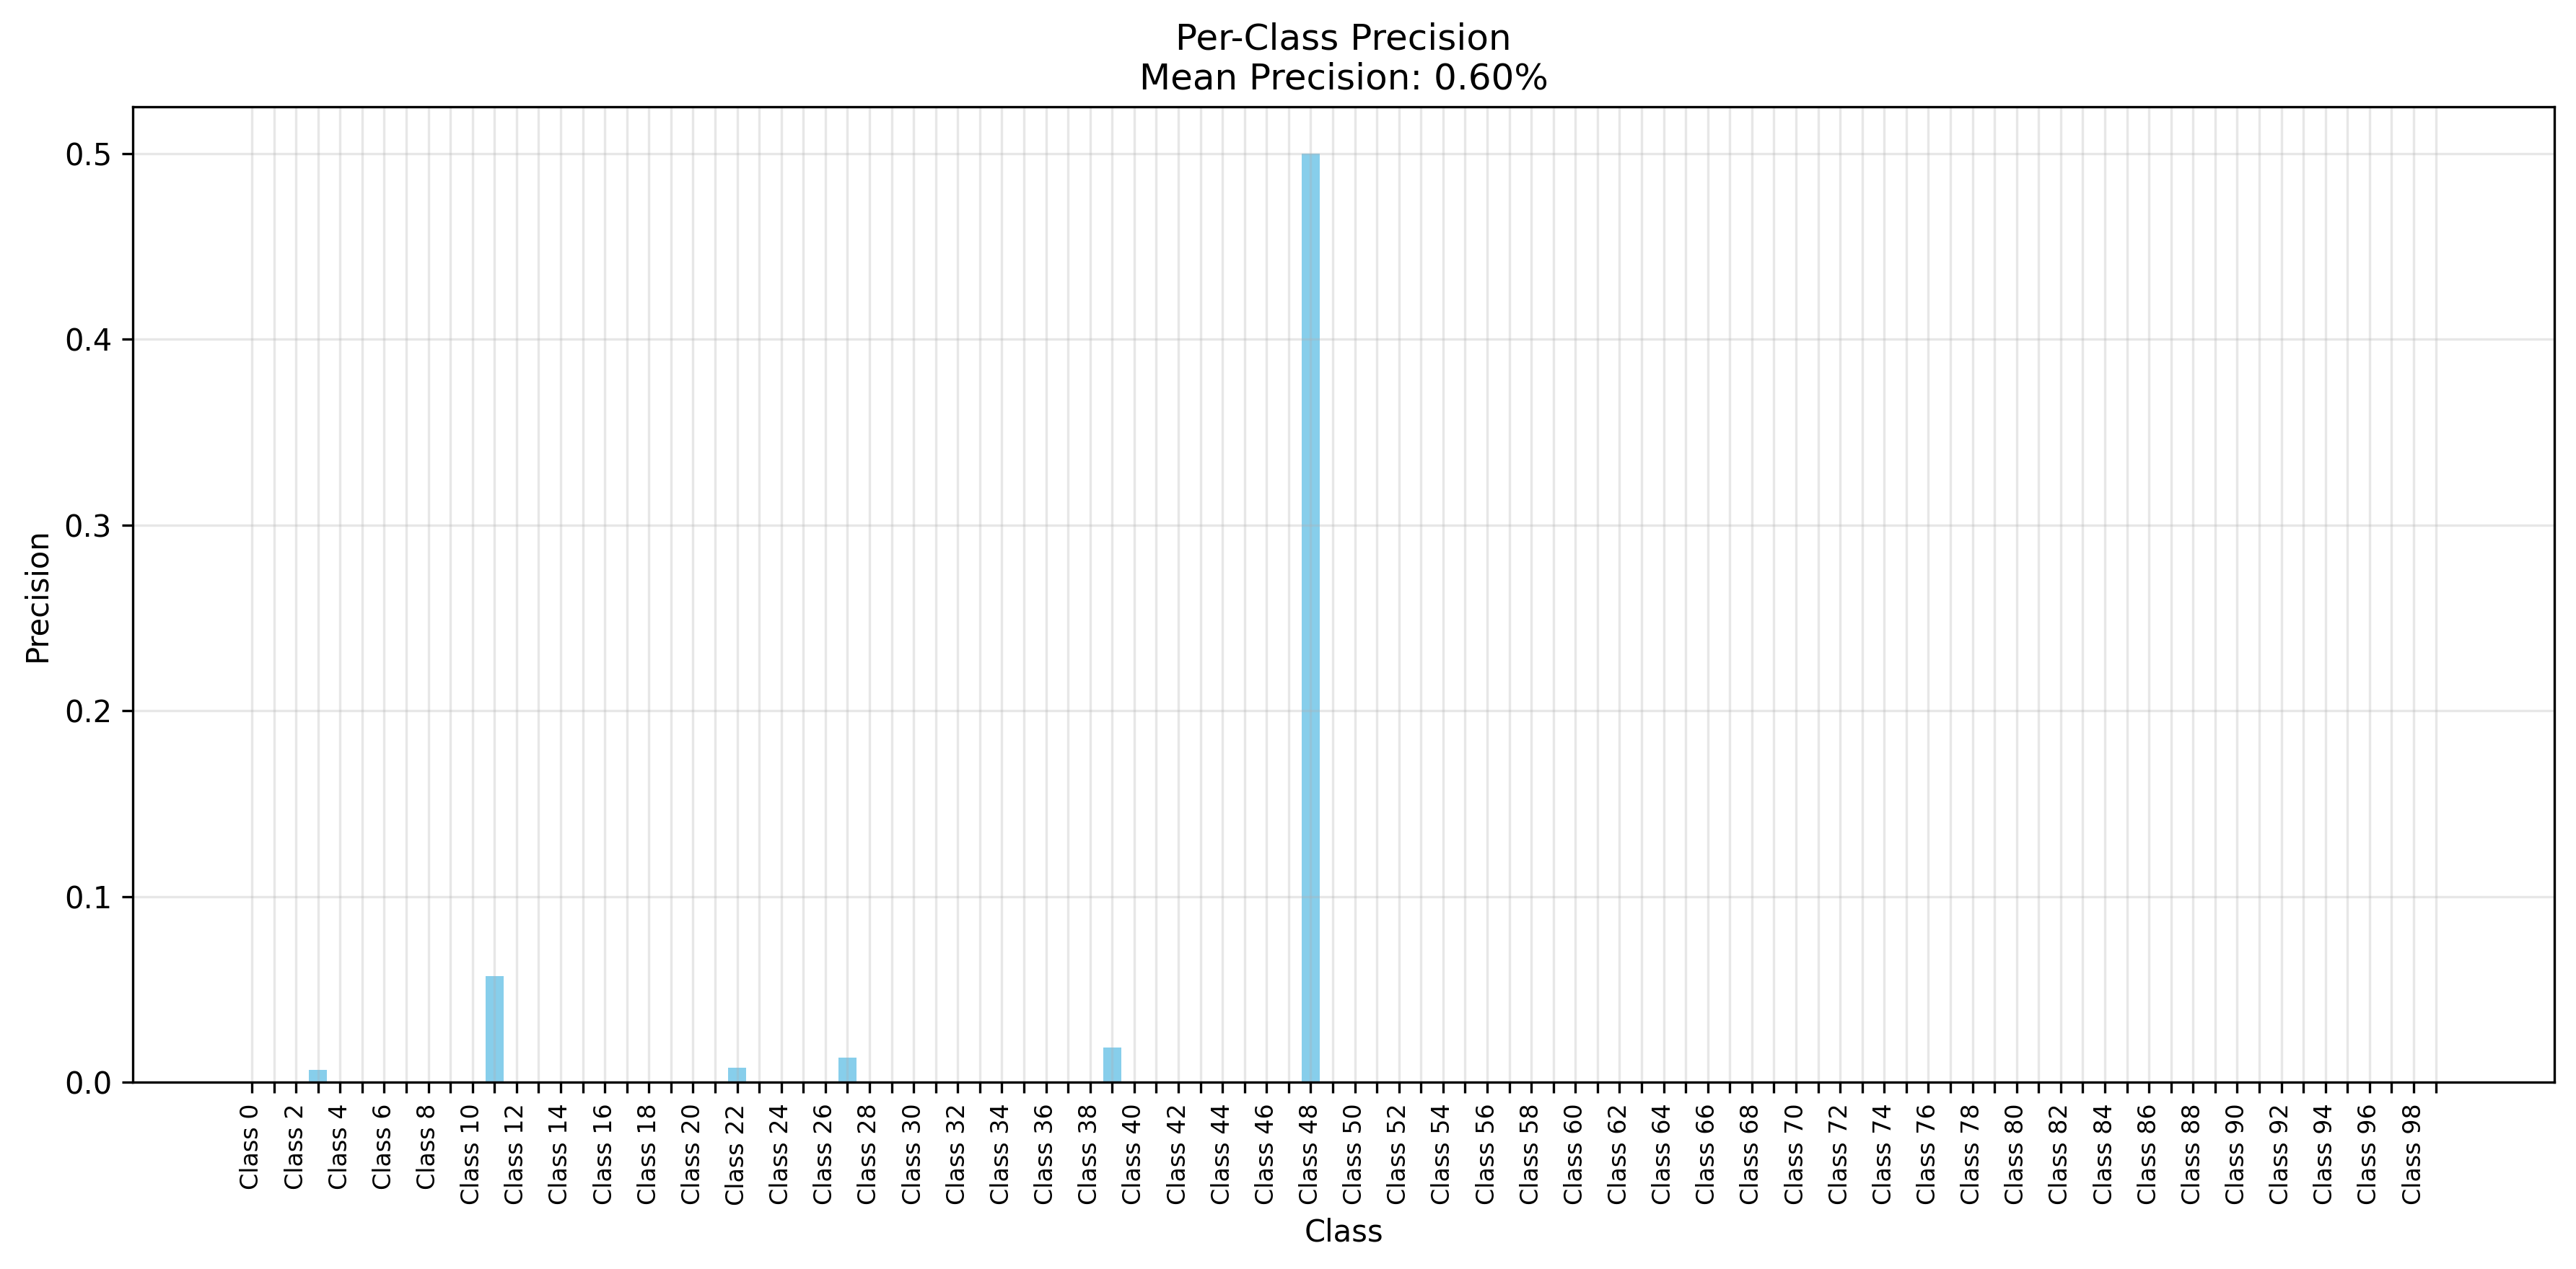 Per-Class Precision
Mean Precision: 0.60%
Precision
0.5
0.4
0.3
0.2
0.1
0.0
Class 0
Class 2
Class 4
Class 6
Class 8
Class 10
Class 12
Class 14
Class 16
Class 18
Class 20
Class 22
Class 24
Class 26
Class 28
Class 30
Class 32
Class 34
Class 36
Class 38
Class 40
Class 42
Class 44
Class 46
Class 48
Class 50
Class 52
Class 54
Class 56
Class 58
Class 60
Class 62
Class 64
Class 66
Class 68
Class 70
Class 72
Class 74
Class 76
Class 78
Class 80
Class 82
Class 84
Class 86
Class 88
Class 90
Class 92
Class 94
Class 96
Class 98
Class